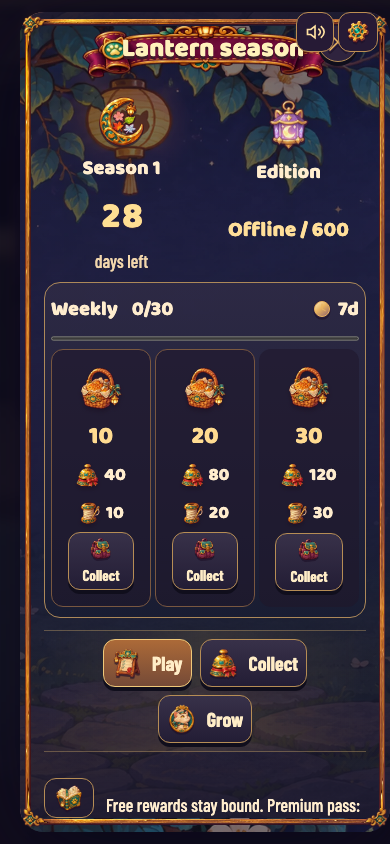 Lantern season
Season 1
Edition
28
Offline / 600
days left
Weekly 0/30 7d
10 20 30
40 80 120
10 20 30
Collect Collect Collect
Play Collect
Grow
Free rewards stay bound. Premium pass: